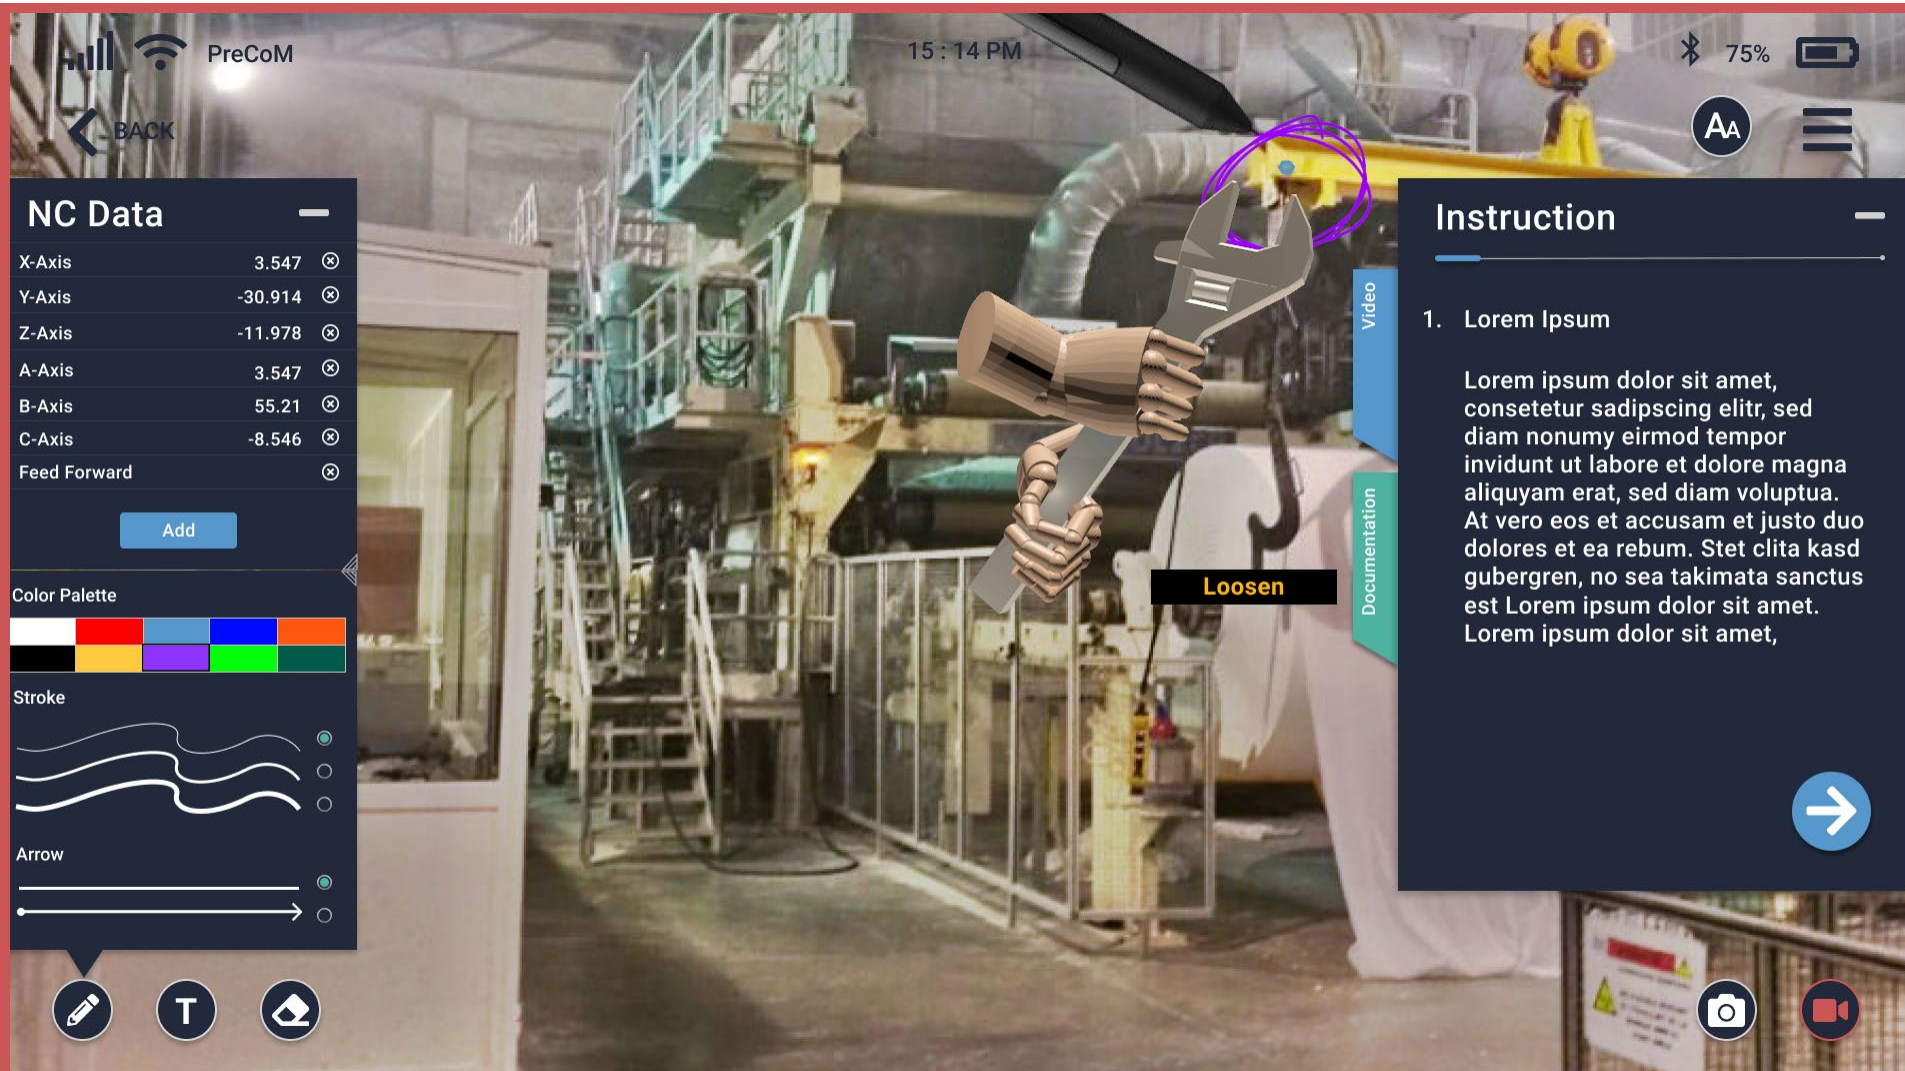 PreCoM
15 : 14 PM
75%
BACK
AA
NC Data
X-Axis 3.547
Y-Axis -30.914
Z-Axis -11.978
A-Axis 3.547
B-Axis 55.21
C-Axis -8.546
Feed Forward
Add
Color Palette
Stroke
Arrow
T
Loosen
Video
Documentation
Instruction
1. Lorem Ipsum
Lorem ipsum dolor sit amet,
consetetur sadipscing elitr, sed
diam nonumy eirmod tempor
invidunt ut labore et dolore magna
aliquyam erat, sed diam voluptua.
At vero eos et accusam et justo duo
dolores et ea rebum. Stet clita kasd
gubergren, no sea takimata sanctus
est Lorem ipsum dolor sit amet.
Lorem ipsum dolor sit amet,